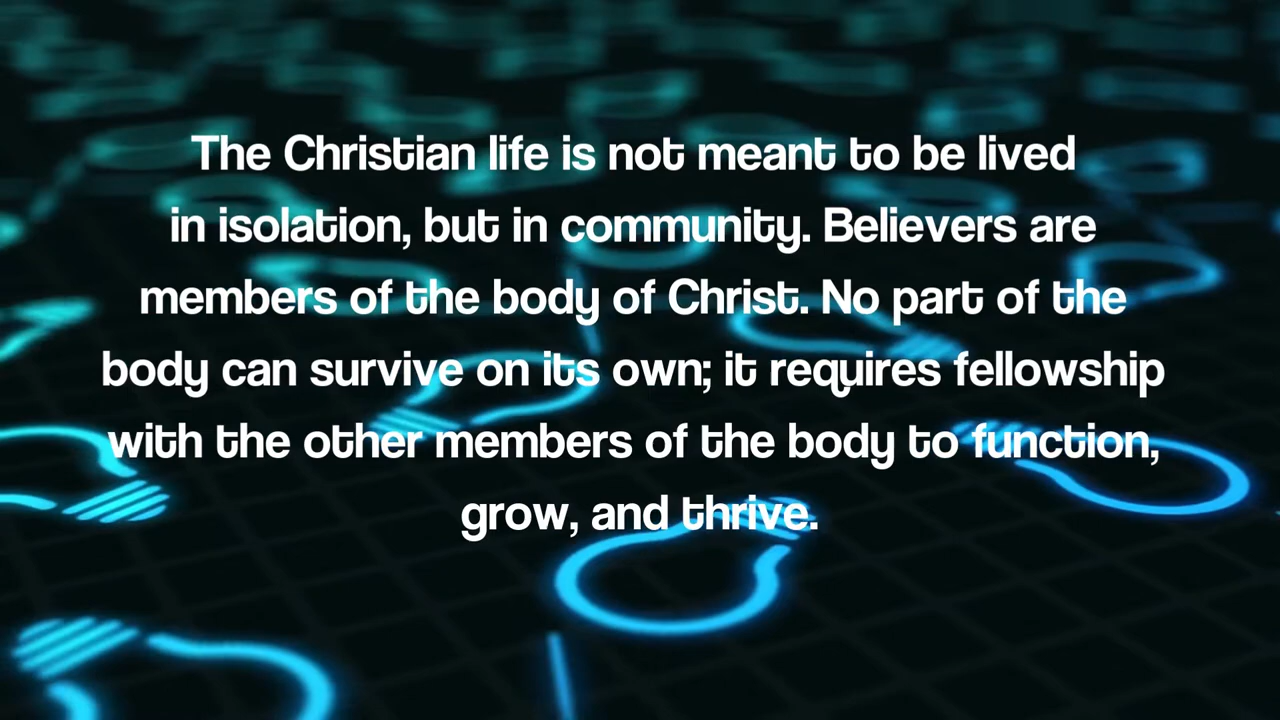 The Christian life is not meant to be lived
in isolation, but in community. Believers are
members of the body of Christ. No part of the
body can survive on its own; it requires fellowship
with the other members of the body to function,
grow, and thrive.